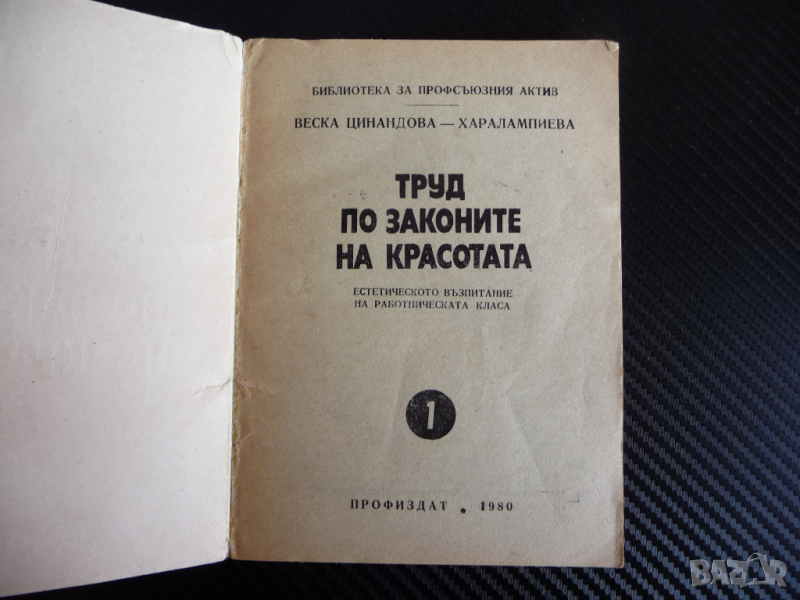 БИБЛИОТЕКА ЗА ПРОФСЪЮЗНИЯ АКТИВ
ВЕСКА ЦИНАНДОВА — ХАРАЛАМПИЕВА
ТРУД
ПО ЗАКОНИТЕ
НА КРАСОТАТА
ЕСТЕТИЧЕСКОТО ВЪЗПИТАНИЕ
НА РАБОТНИЧЕСКАТА КЛАСА
1
ПРОФИЗДАТ • 1980
BAZAR